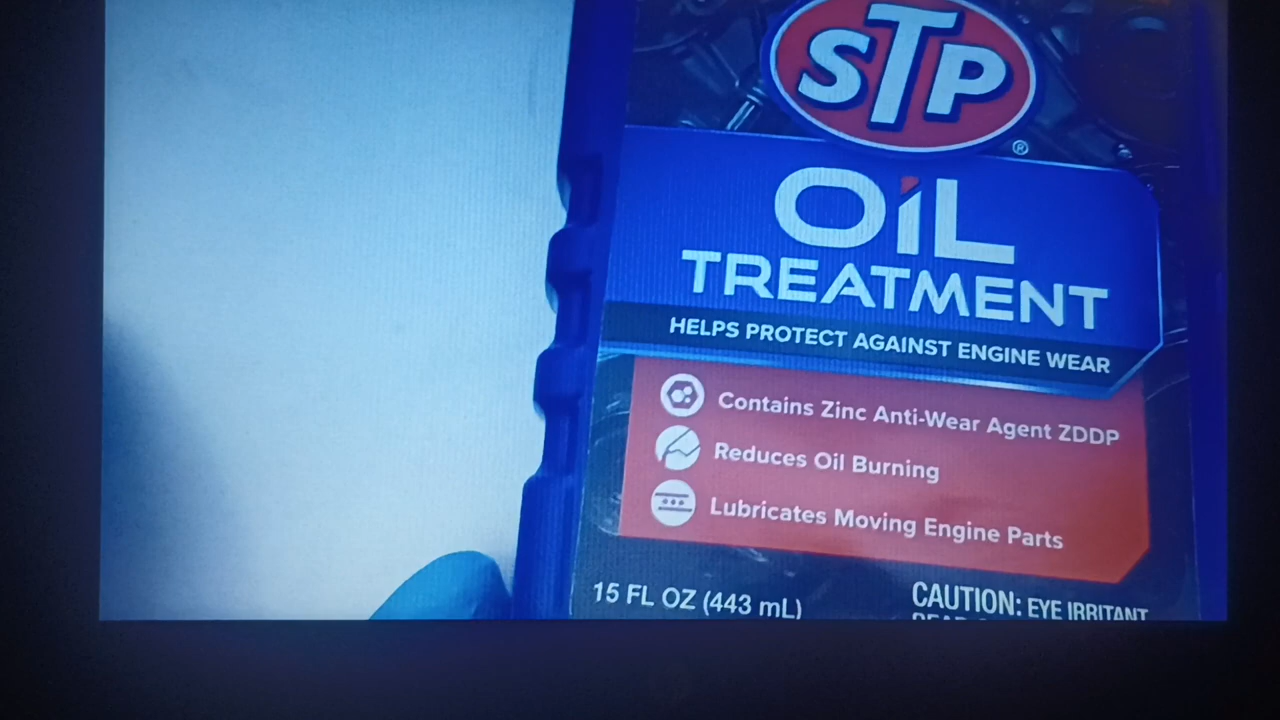 STP
®
OiL
TREATMENT
HELPS PROTECT AGAINST ENGINE WEAR
Contains Zinc Anti-Wear Agent ZDDP
Reduces Oil Burning
Lubricates Moving Engine Parts
15 FL OZ (443 mL)
CAUTION: EYE IRRITANT